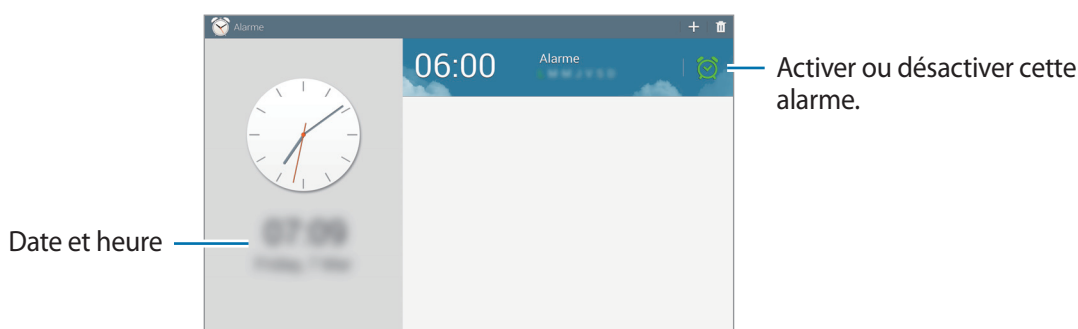 Alarme
06:00
Alarme
Activer ou désactiver cette
alarme.
Date et heure